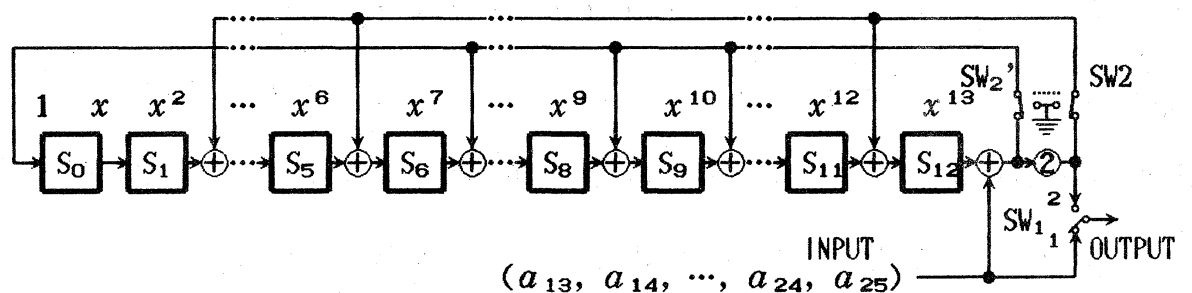 SW₂' SW2
1 x x² ... x⁶ x⁷ ... x⁹ x¹⁰ ... x¹² x¹³
S₀ S₁ + ... S₅ + S₆ + ... S₈ + S₉ + ... S₁₁ + S₁₂ + 2
SW₁ 2
1
INPUT OUTPUT
(a₁₃, a₁₄, ..., a₂₄, a₂₅)